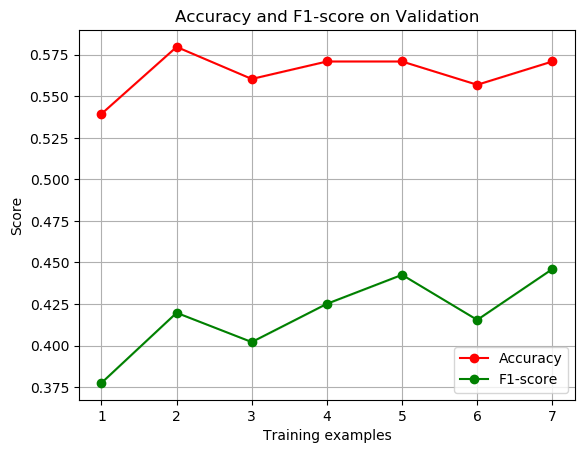 Accuracy and F1-score on Validation
Score
0.575
0.550
0.525
0.500
0.475
0.450
0.425
0.400
0.375
Accuracy
F1-score
1 2 3 4 5 6 7
Training examples